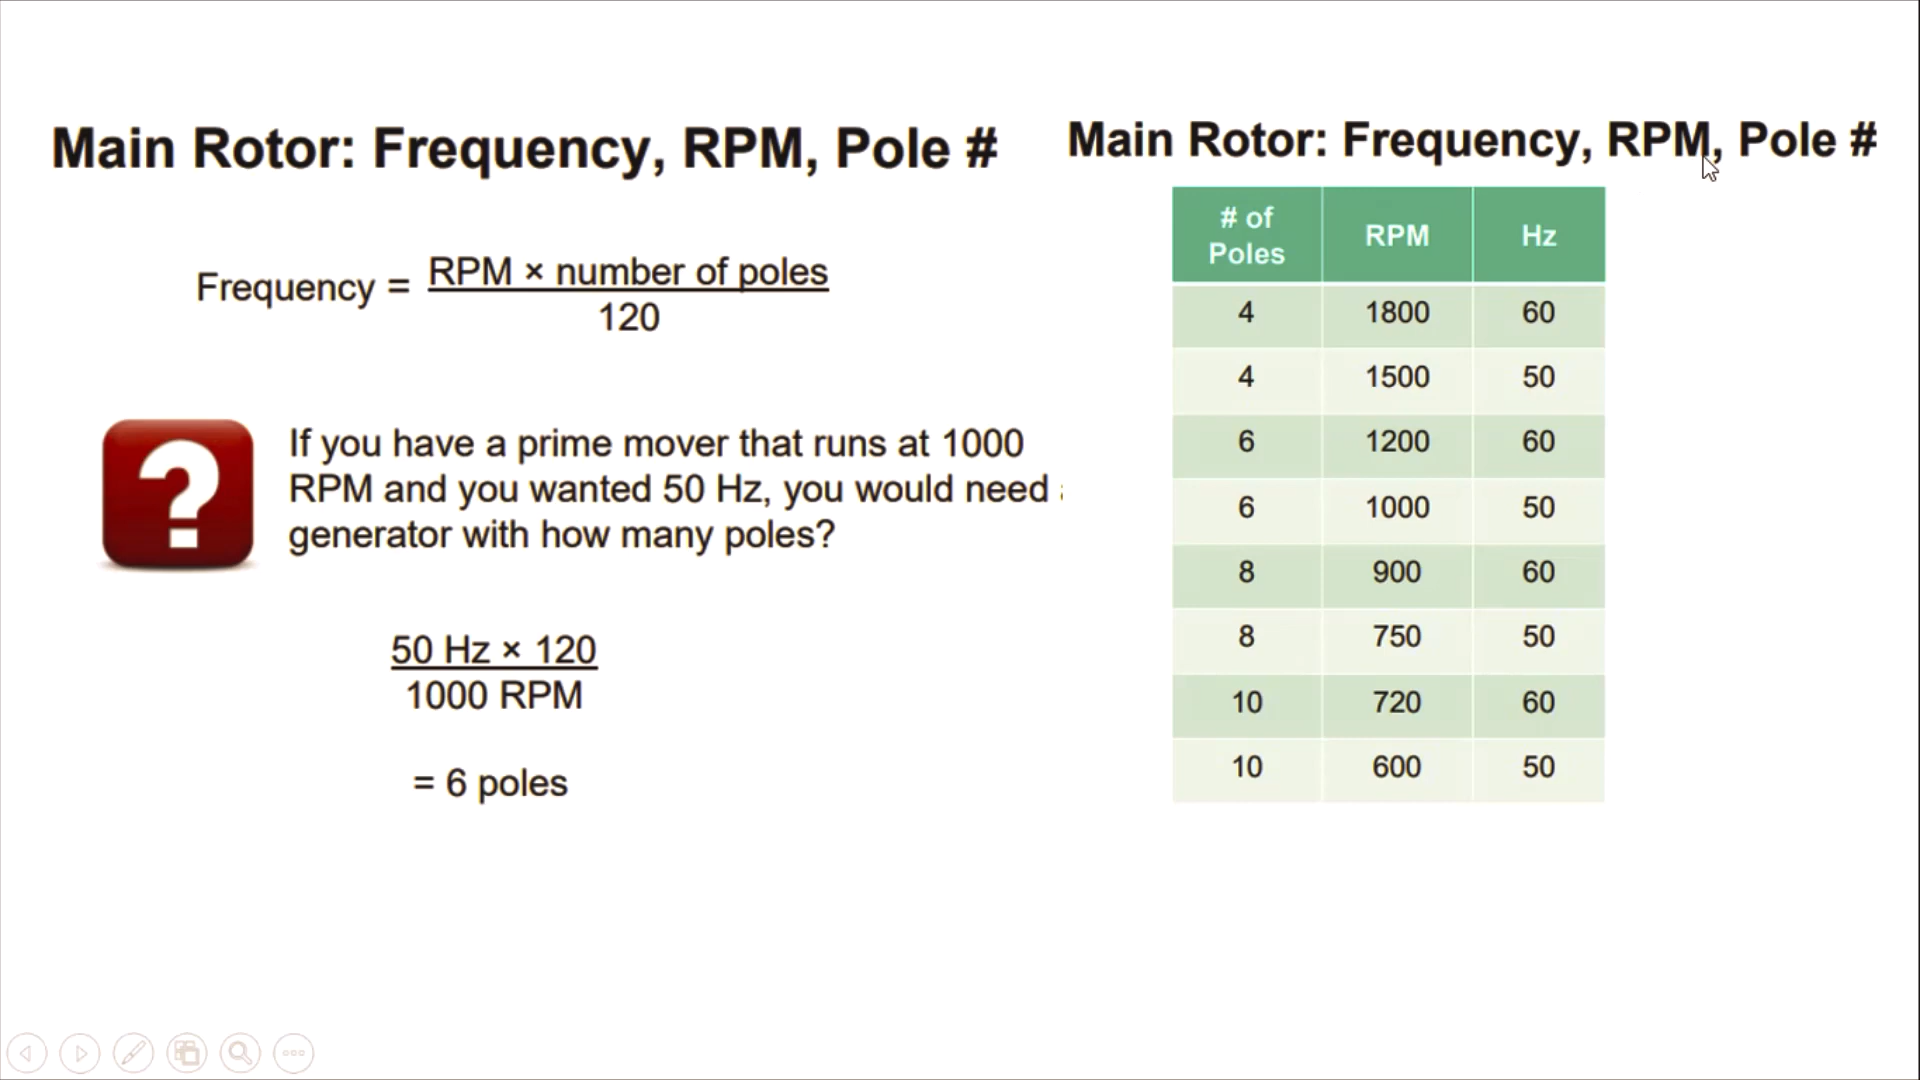 Main Rotor: Frequency, RPM, Pole #
Frequency = RPM × number of poles
120
?
If you have a prime mover that runs at 1000
RPM and you wanted 50 Hz, you would need
generator with how many poles?
50 Hz × 120
1000 RPM
= 6 poles
Main Rotor: Frequency, RPM, Pole #
# of Poles RPM Hz
4 1800 60
4 1500 50
6 1200 60
6 1000 50
8 900 60
8 750 50
10 720 60
10 600 50